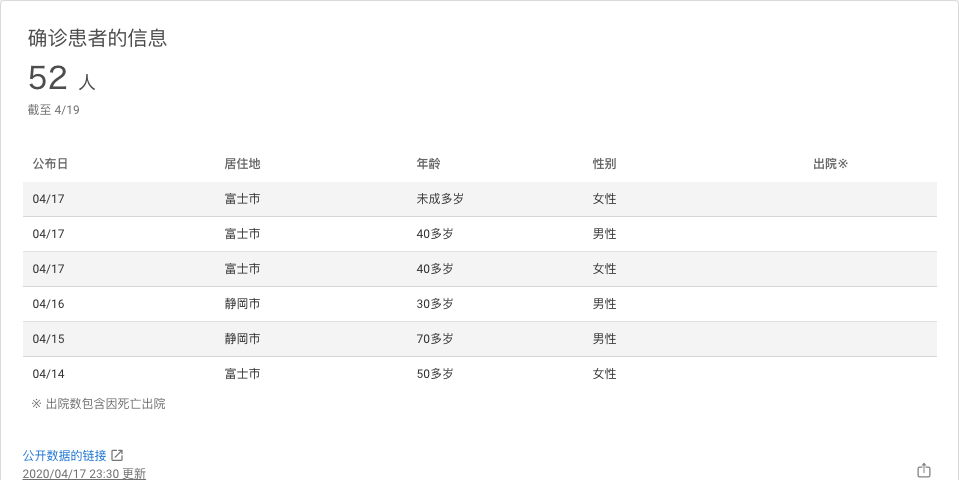 确诊患者的信息
52 人
截至 4/19
公布日 居住地 年龄 性别 出院※
04/17 富士市 未成多岁 女性
04/17 富士市 40多岁 男性
04/17 富士市 40多岁 女性
04/16 静冈市 30多岁 男性
04/15 静冈市 70多岁 男性
04/14 富士市 50多岁 女性
※ 出院数包含因死亡出院
公开数据的链接
2020/04/17 23:30 更新